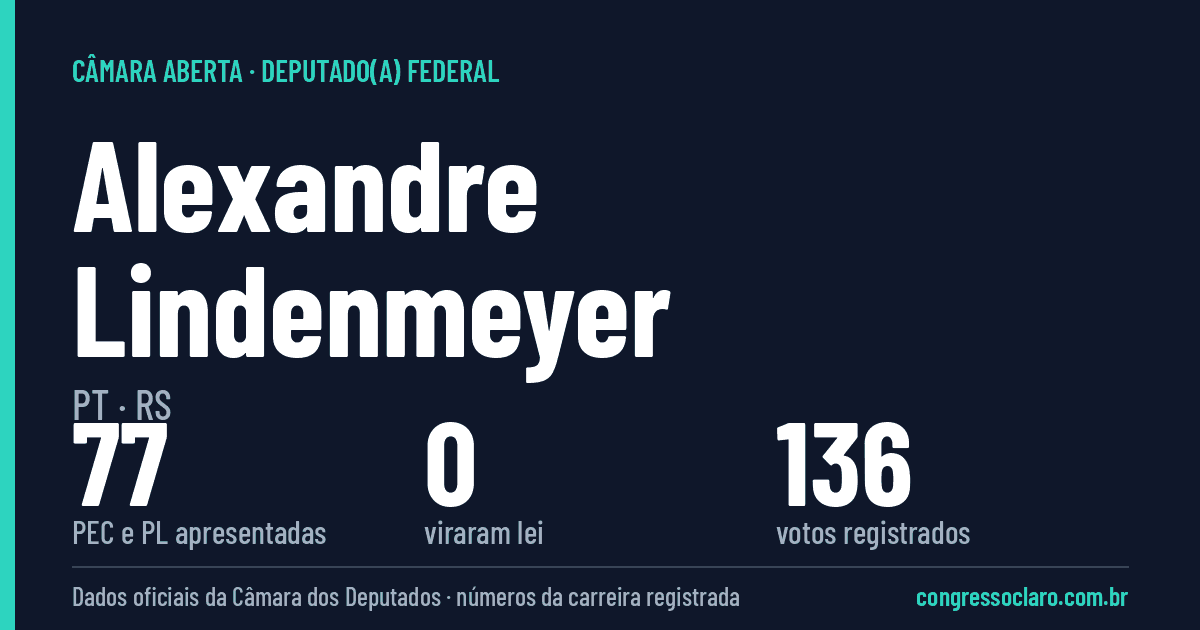 CÂMARA ABERTA · DEPUTADO(A) FEDERAL
Alexandre
Lindenmeyer
PT · RS
77 0 136
PEC e PL apresentadas viraram lei votos registrados
Dados oficiais da Câmara dos Deputados · números da carreira registrada congressoclaro.com.br